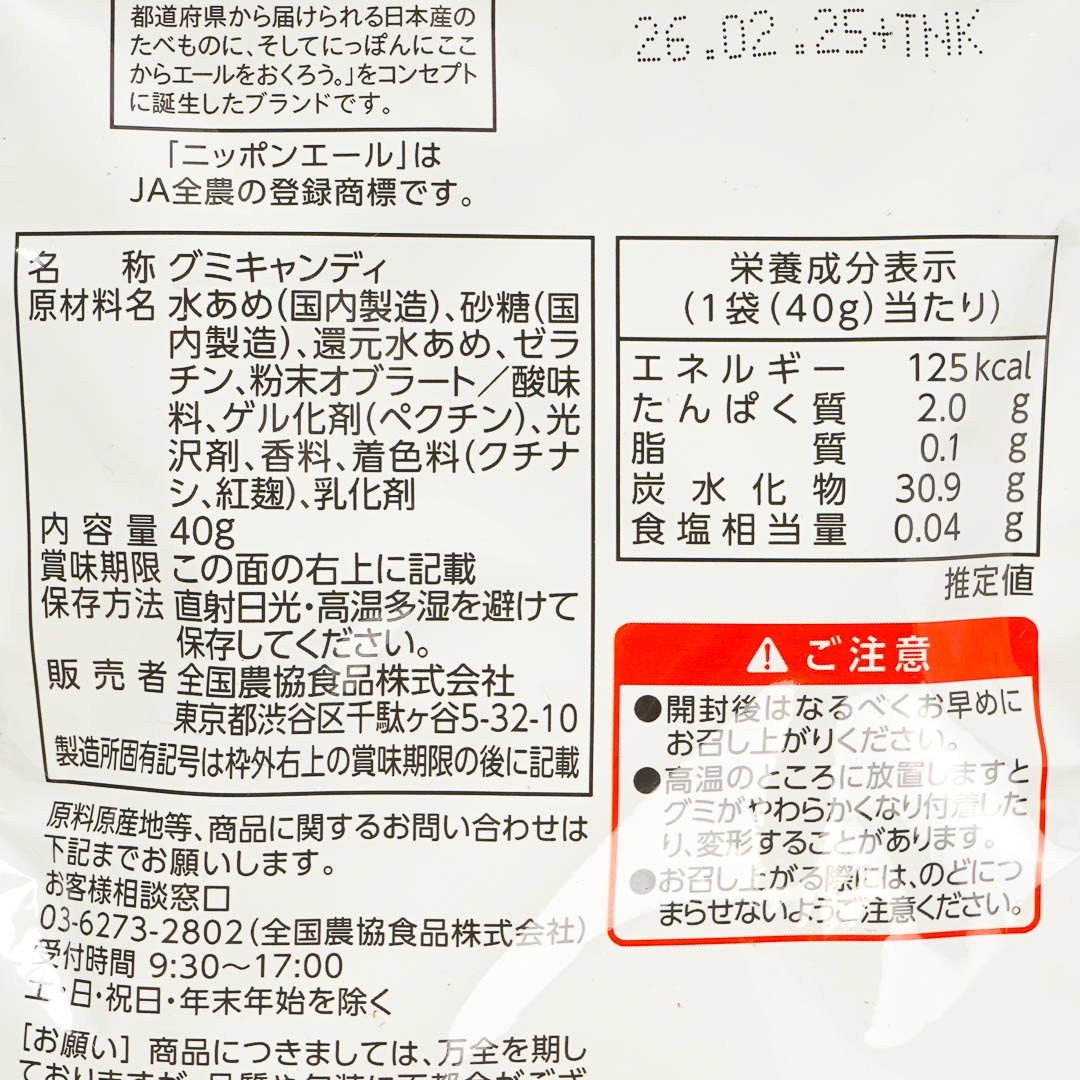 都道府県から届けられる日本産の
たべものに、そしてにっぽんにここ
からエールをおくろう。」をコンセプト
に誕生したブランドです。
「ニッポンエール」は
JA全農の登録商標です。
26.02.25+TNK
名称 グミキャンディ
原材料名 水あめ(国内製造)、砂糖(国
内製造)、還元水あめ、ゼラ
チン、粉末オブラート／酸味
料、ゲル化剤(ペクチン)、光
沢剤、香料、着色料(クチナ
シ、紅麹)、乳化剤
内容量 40g
賞味期限 この面の右上に記載
保存方法 直射日光・高温多湿を避けて
保存してください。
販売者 全国農協食品株式会社
東京都渋谷区千駄ヶ谷5-32-10
製造所固有記号は枠外右上の賞味期限の後に記載
栄養成分表示
(1袋(40g)当たり)
エネルギー 125kcal
たんぱく質 2.0 g
脂質 0.1 g
炭水化物 30.9 g
食塩相当量 0.04 g
推定値
ご注意
●開封後はなるべくお早めに
お召し上がりください。
●高温のところに放置しますと
グミがやわらかくなり付着した
り、変形することがあります。
●お召し上がる際には、のどにつ
まらせないようご注意ください。
原料原産地等、商品に関するお問い合わせは
下記までお願いします。
お客様相談窓口
03-6273-2802(全国農協食品株式会社)
受付時間 9:30～17:00
土・日・祝日・年末年始を除く
[お願い] 商品につきましては、万全を期し